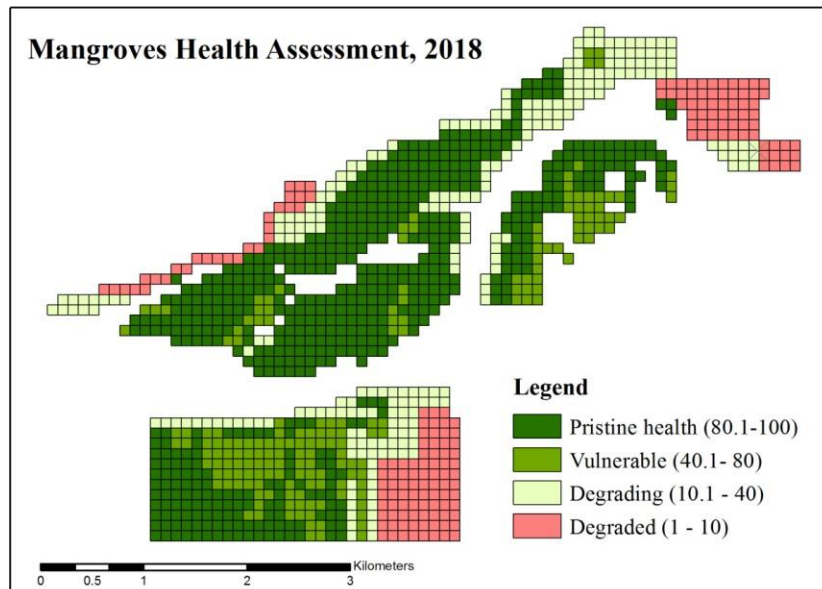 Mangroves Health Assessment, 2018
Legend
Pristine health (80.1-100)
Vulnerable (40.1- 80)
Degrading (10.1 - 40)
Degraded (1 - 10)
Kilometers
0 0.5 1 2 3